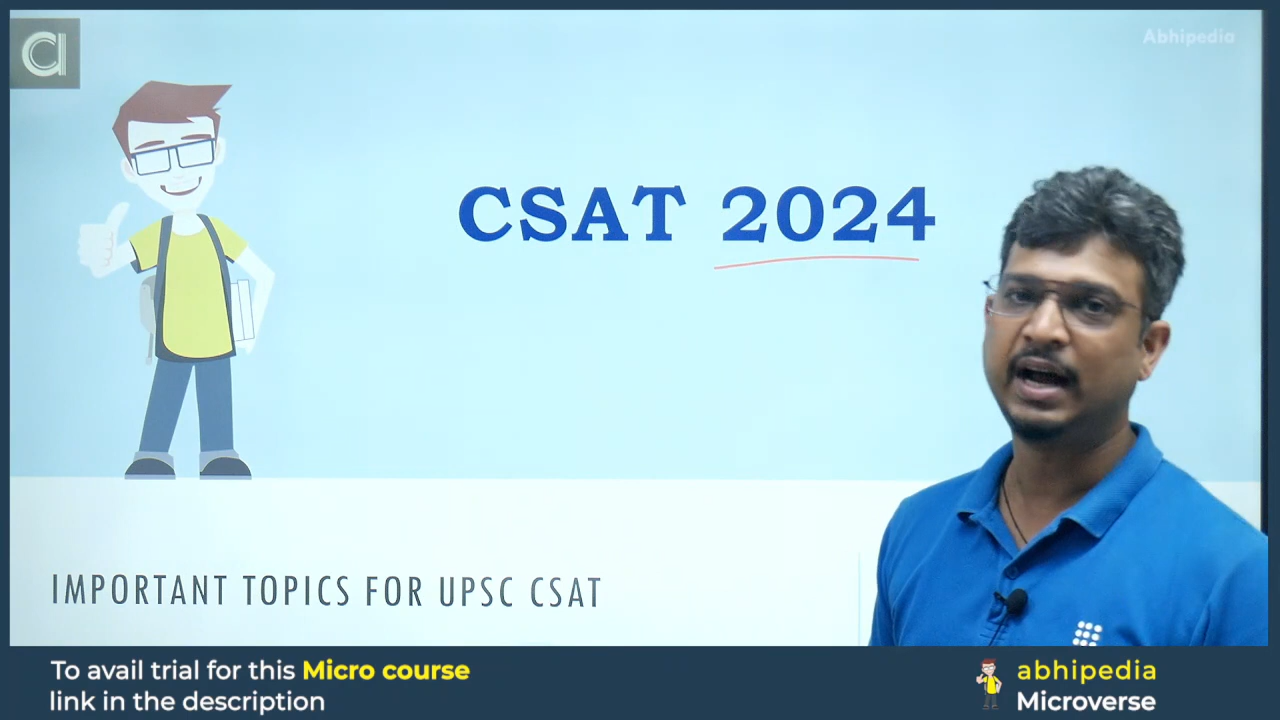 Abhipedia
CSAT 2024
IMPORTANT TOPICS FOR UPSC CSAT
To avail trial for this Micro course
link in the description
abhipedia
Microverse